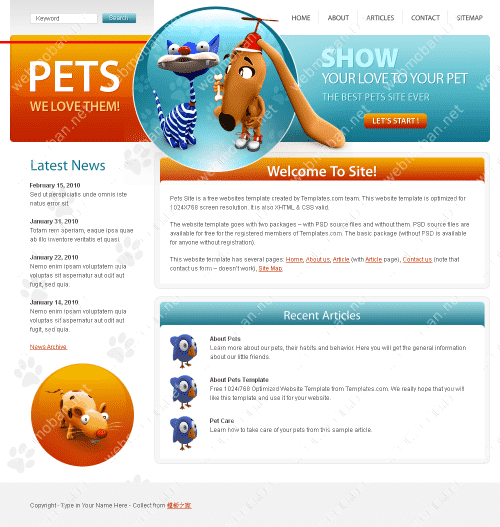 Keyword
Search
HOME
ABOUT
ARTICLES
CONTACT
SITEMAP
PETS
WE LOVE THEM!
SHOW
YOUR LOVE TO YOUR PET
THE BEST PETS SITE EVER
LET'S START!
Latest News
February 15, 2010
Sed ut perspiciatis unde omnis iste
natus error sit.
January 31, 2010
Totam rem aperiam, eaque ipsa quae
ab illo inventore veritatis et quasi.
January 22, 2010
Nemo enim ipsam voluptatem quia
voluptas sit aspernatur aut odit aut
fugit, sed quia.
January 14, 2010
Nemo enim ipsam voluptatem quia
voluptas sit aspernatur aut odit aut
fugit, sed quia.
News Archive
Welcome To Site!
Pets Site is a free websites template created by Templates.com team. This website template is optimized for
1024X768 screen resolution. It is also XHTML & CSS valid.
The website template goes with two packages – with PSD source files and without them. PSD source files are
available for free for the registered members of Templates.com. The basic package (without PSD is available
for anyone without registration).
This website template has several pages: Home, About us, Article (with Article page), Contact us (note that
contact us form – doesn't work), Site Map.
Recent Articles
About Pets
Learn more about our pets, their habits and behavior. Here you will get the general information
about our little friends.
About Pets Template
Free 1024X768 Optimized Website Template from Templates.com. We really hope that you will
like this template and use it for your website.
Pet Care
Learn how to take care of your pets from this sample article.
Copyright - Type in Your Name Here - Collect from 模板之家
webmoban.net